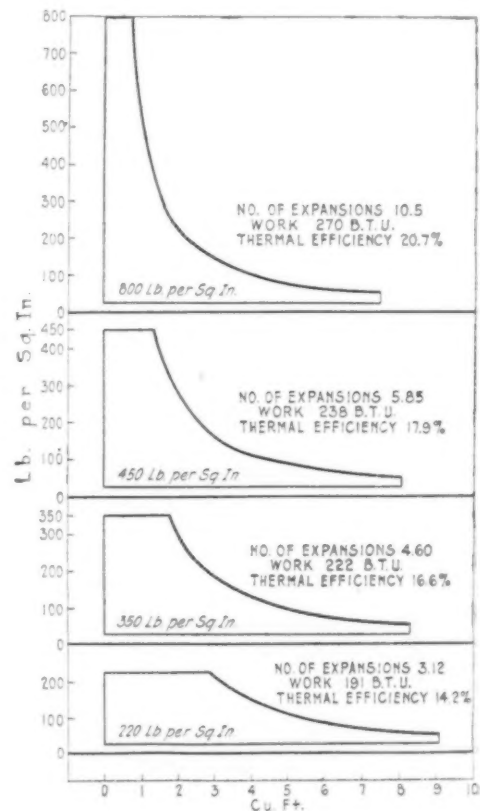 800
700
600
500
400
300
200
100
0
NO. OF EXPANSIONS 10.5
WORK 270 B.T.U.
THERMAL EFFICIENCY 20.7%
800 Lb. per Sq. In.
Lb. per Sq. In.
450
400
300
200
100
0
NO. OF EXPANSIONS 5.85
WORK 238 B.T.U.
THERMAL EFFICIENCY 17.9%
450 Lb. per Sq. In.
350
300
200
100
0
NO. OF EXPANSIONS 4.60
WORK 222 B.T.U.
THERMAL EFFICIENCY 16.6%
350 Lb. per Sq. In.
200
100
0
NO. OF EXPANSIONS 3.12
WORK 191 B.T.U.
THERMAL EFFICIENCY 14.2%
220 Lb per Sq. In.
0 1 2 3 4 5 6 7 8 9 10
Cu. Ft.